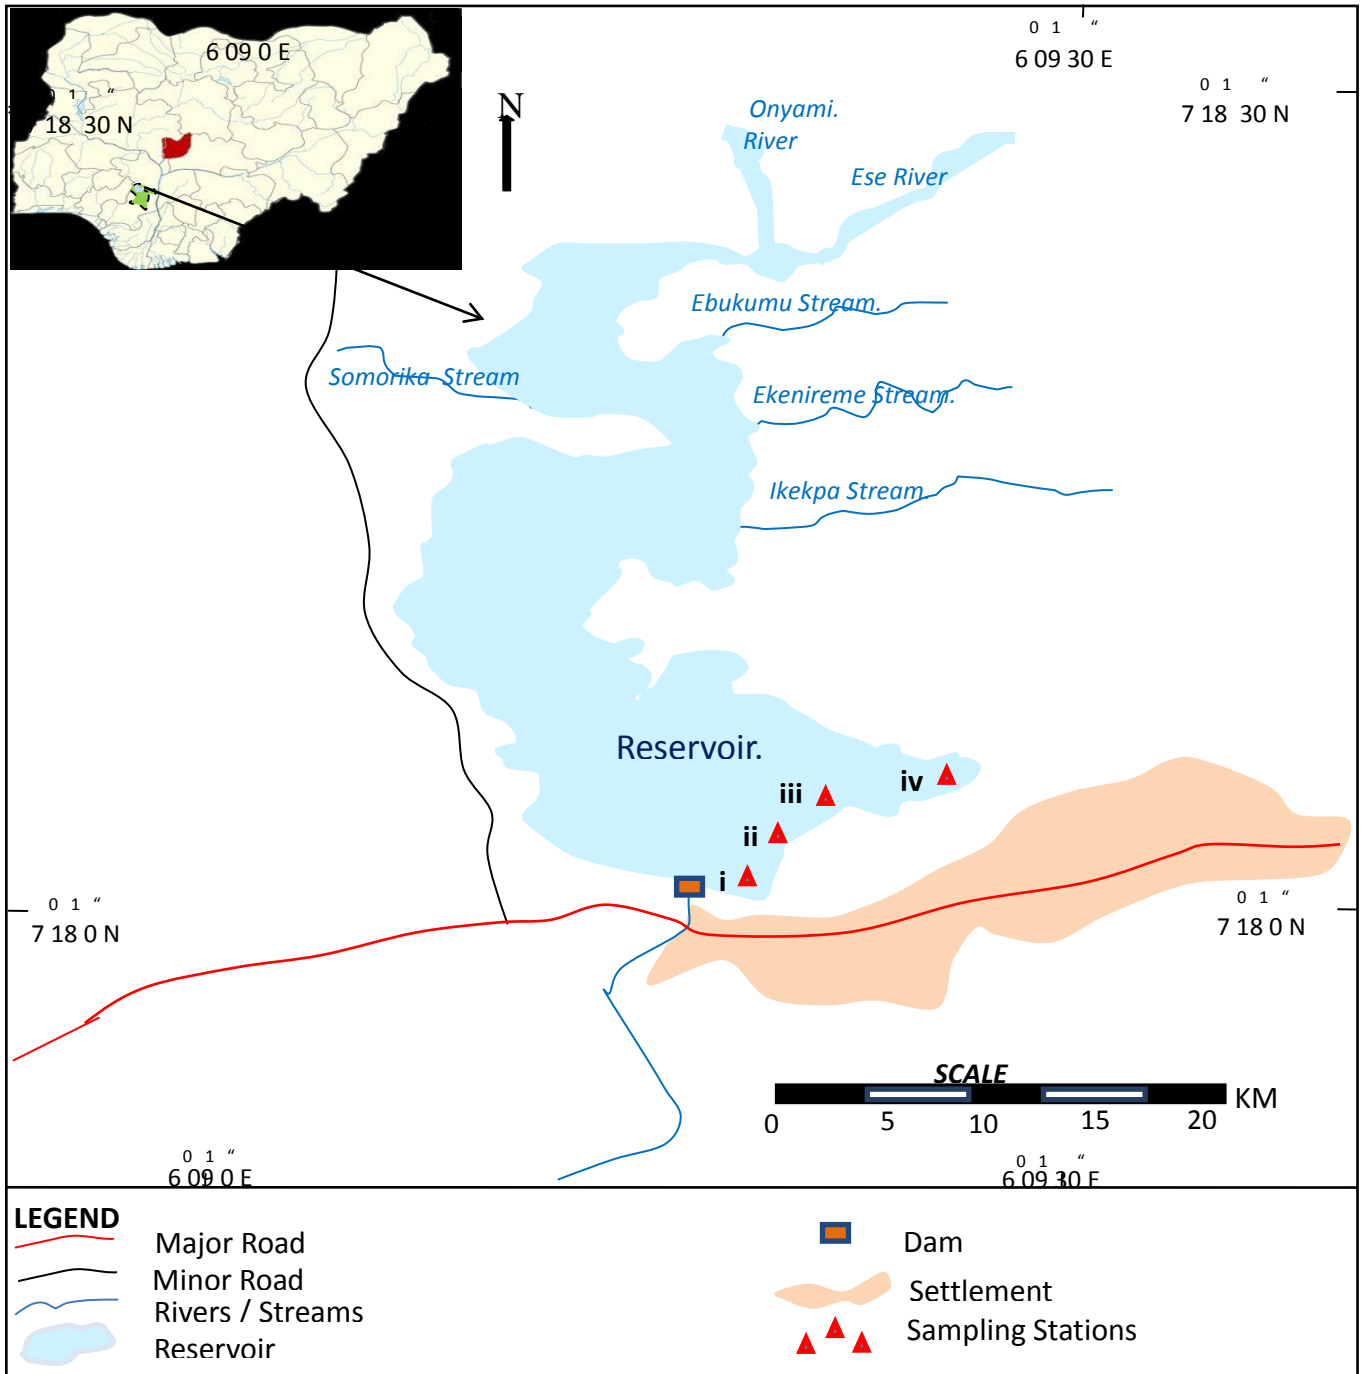 6 09 0 E
0 1 “
18 30 N
N
0 1 “
6 09 30 E
0 1 “
7 18 30 N
Onyami.
River
Ese River
Ebukumu Stream.
Somorika Stream
Ekenireme Stream.
Ikekpa Stream.
Reservoir.
iv
iii
ii
i
0 1 “
7 18 0 N
0 1 “
7 18 0 N
SCALE
KM
0 5 10 15 20
0 1 “
6 09 0 E
0 1 “
6 09 30 E
LEGEND
Major Road
Minor Road
Rivers / Streams
Reservoir
Dam
Settlement
Sampling Stations